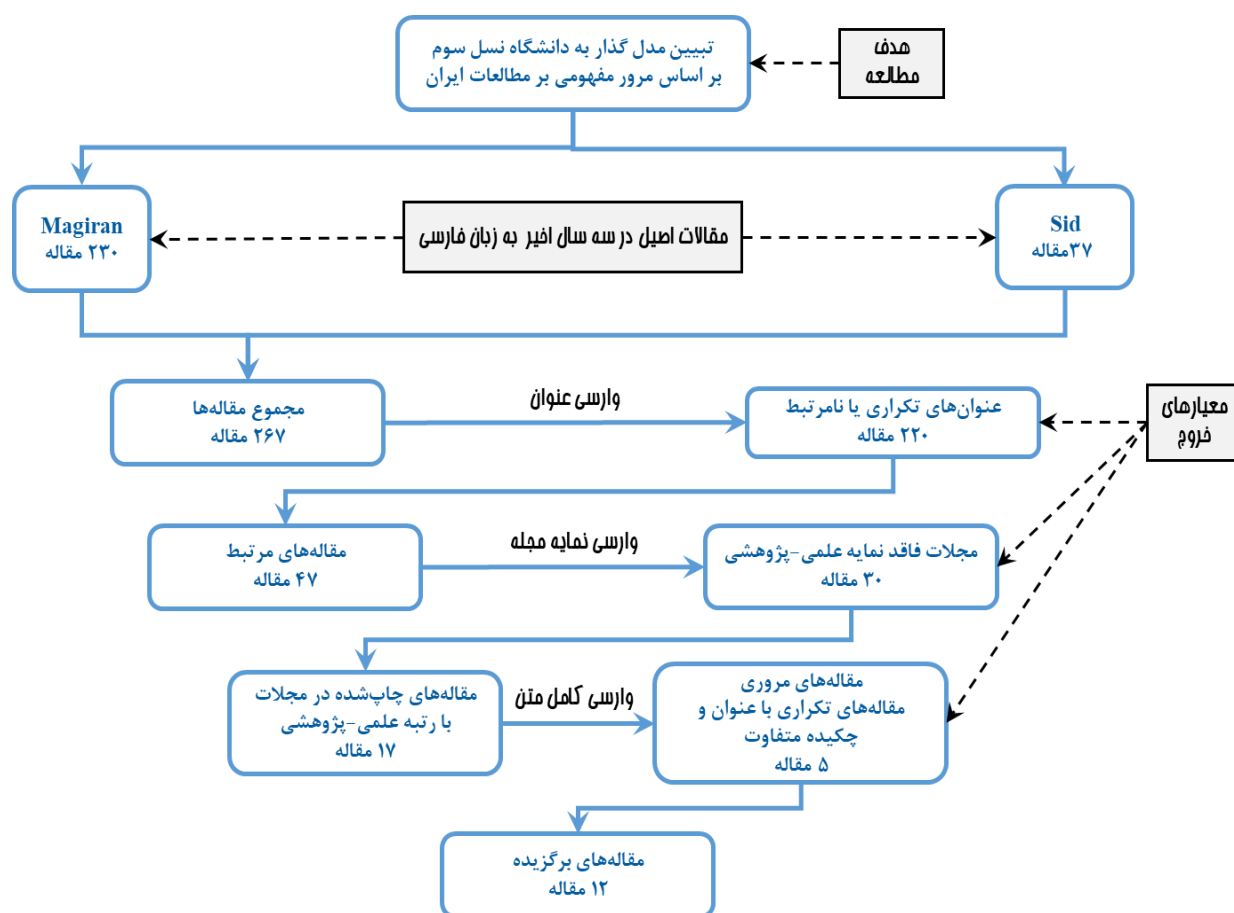 تبیین مدل گذار به دانشگاه نسل سوم
بر اساس مرور مفهومی بر مطالعات ایران
هدف
مطالعه
Sid
۳۷مقاله
مقالات اصیل در سه سال اخیر به زبان فارسی
Magiran
۲۳۰ مقاله
مجموع مقاله‌ها
۲۶۷ مقاله
وارسی عنوان
عنوان‌های تکراری یا نامرتبط
۲۲۰ مقاله
معیارهای
خروج
مقاله‌های مرتبط
۴۷ مقاله
وارسی نمایه مجله
مجلات فاقد نمایه علمی-پژوهشی
۳۰ مقاله
مقاله‌های چاپ‌شده در مجلات
با رتبه علمی-پژوهشی
۱۷ مقاله
وارسی کامل متن
مقاله‌های مروری
مقاله‌های تکراری با عنوان و
چکیده متفاوت
۵ مقاله
مقاله‌های برگزیده
۱۲ مقاله